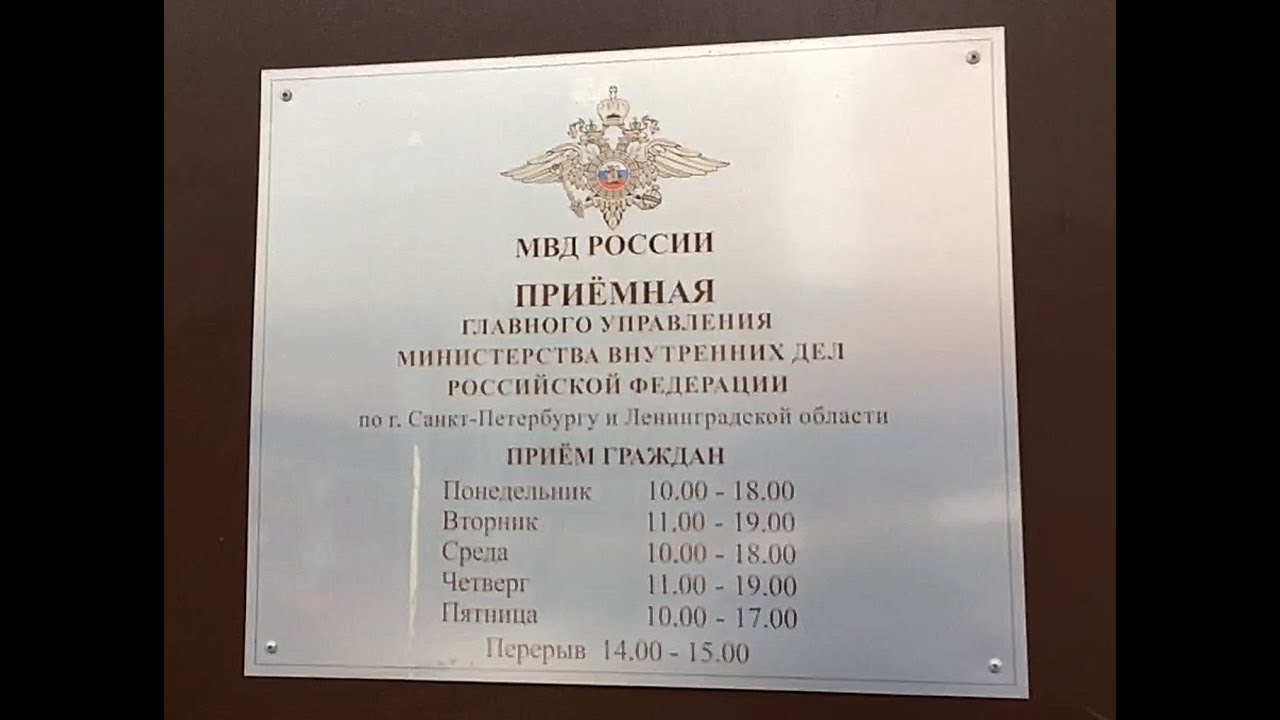 МВД РОССИИ
ПРИЁМНАЯ
ГЛАВНОГО УПРАВЛЕНИЯ
МИНИСТЕРСТВА ВНУТРЕННИХ ДЕЛ
РОССИЙСКОЙ ФЕДЕРАЦИИ
по г. Санкт-Петербургу и Ленинградской области
ПРИЁМ ГРАЖДАН
Понедельник 10.00 - 18.00
Вторник 11.00 - 19.00
Среда 10.00 - 18.00
Четверг 11.00 - 19.00
Пятница 10.00 - 17.00
Перерыв 14.00 - 15.00